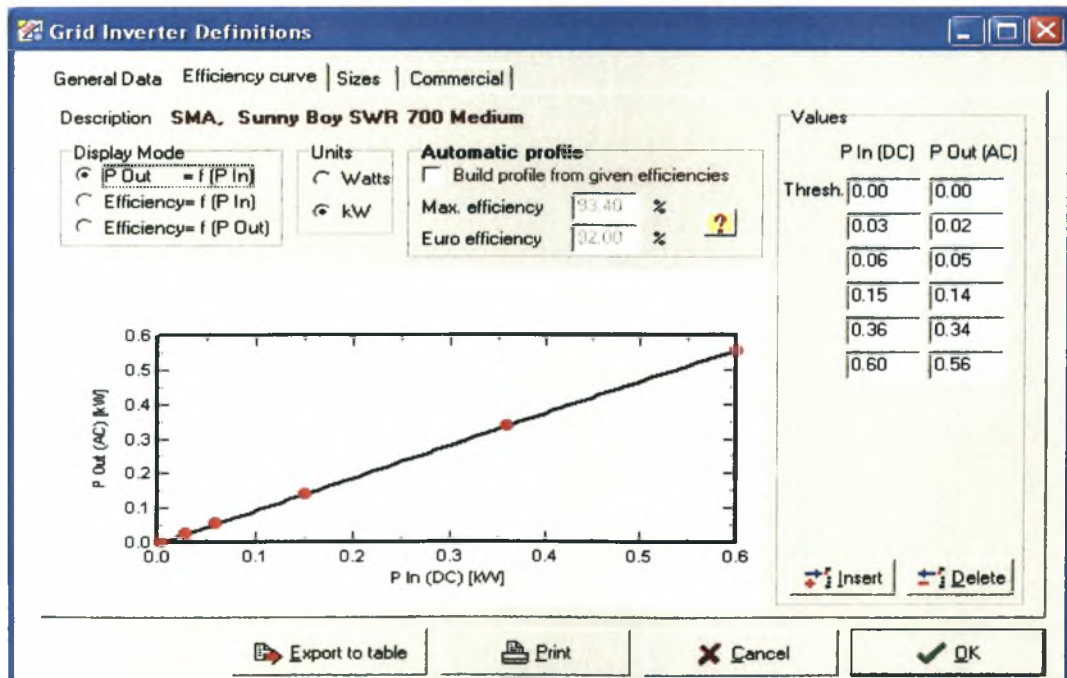 Grid Inverter Definitions
General Data Efficiency curve Sizes Commercial
Description SMA, Sunny Boy SWR 700 Medium
Display Mode
P Out = f (P In)
Efficiency= f (P In)
Efficiency= f (P Out)
Units
Watts
kW
Automatic profile
Build profile from given efficiencies
Max. efficiency 93.40 %
Euro efficiency 92.00 %
?
Values
P In (DC) P Out (AC)
Thresh. 0.00 0.00
0.03 0.02
0.06 0.05
0.15 0.14
0.36 0.34
0.60 0.56
Insert Delete
P Out (AC) [kW]
0.6
0.5
0.4
0.3
0.2
0.1
0.0
0.0 0.1 0.2 0.3 0.4 0.5 0.6
P In (DC) [kW]
Export to table Print Cancel OK